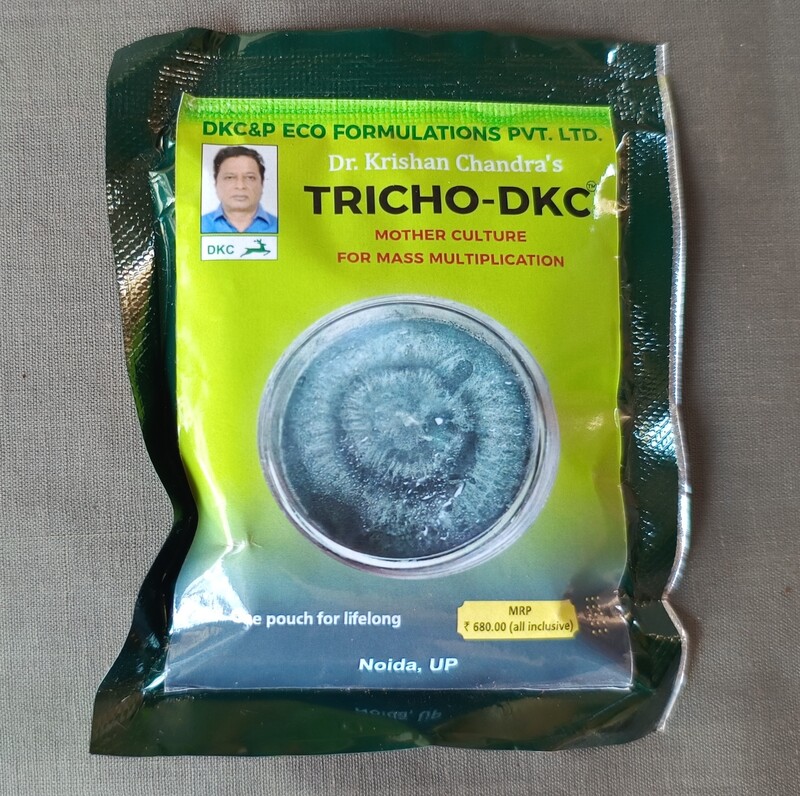 DKC&P ECO FORMULATIONS PVT. LTD.
Dr. Krishan Chandra's
TRICHO-DKC™
DKC
MOTHER CULTURE
FOR MASS MULTIPLICATION
pouch for lifelong
MRP
₹ 680.00 (all inclusive)
Noida, UP